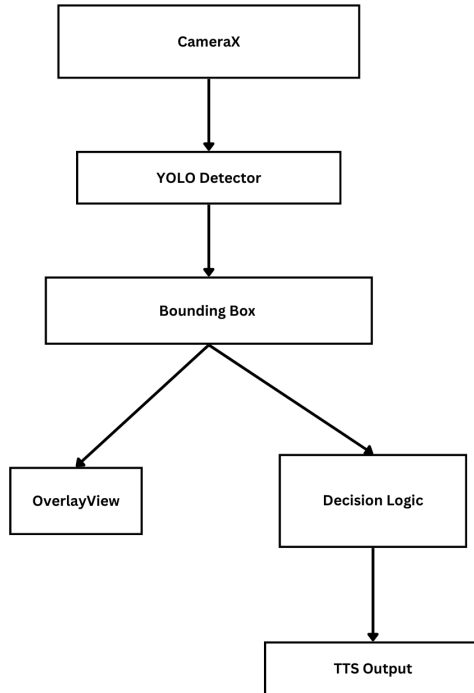 CameraX
YOLO Detector
Bounding Box
OverlayView
Decision Logic
TTS Output